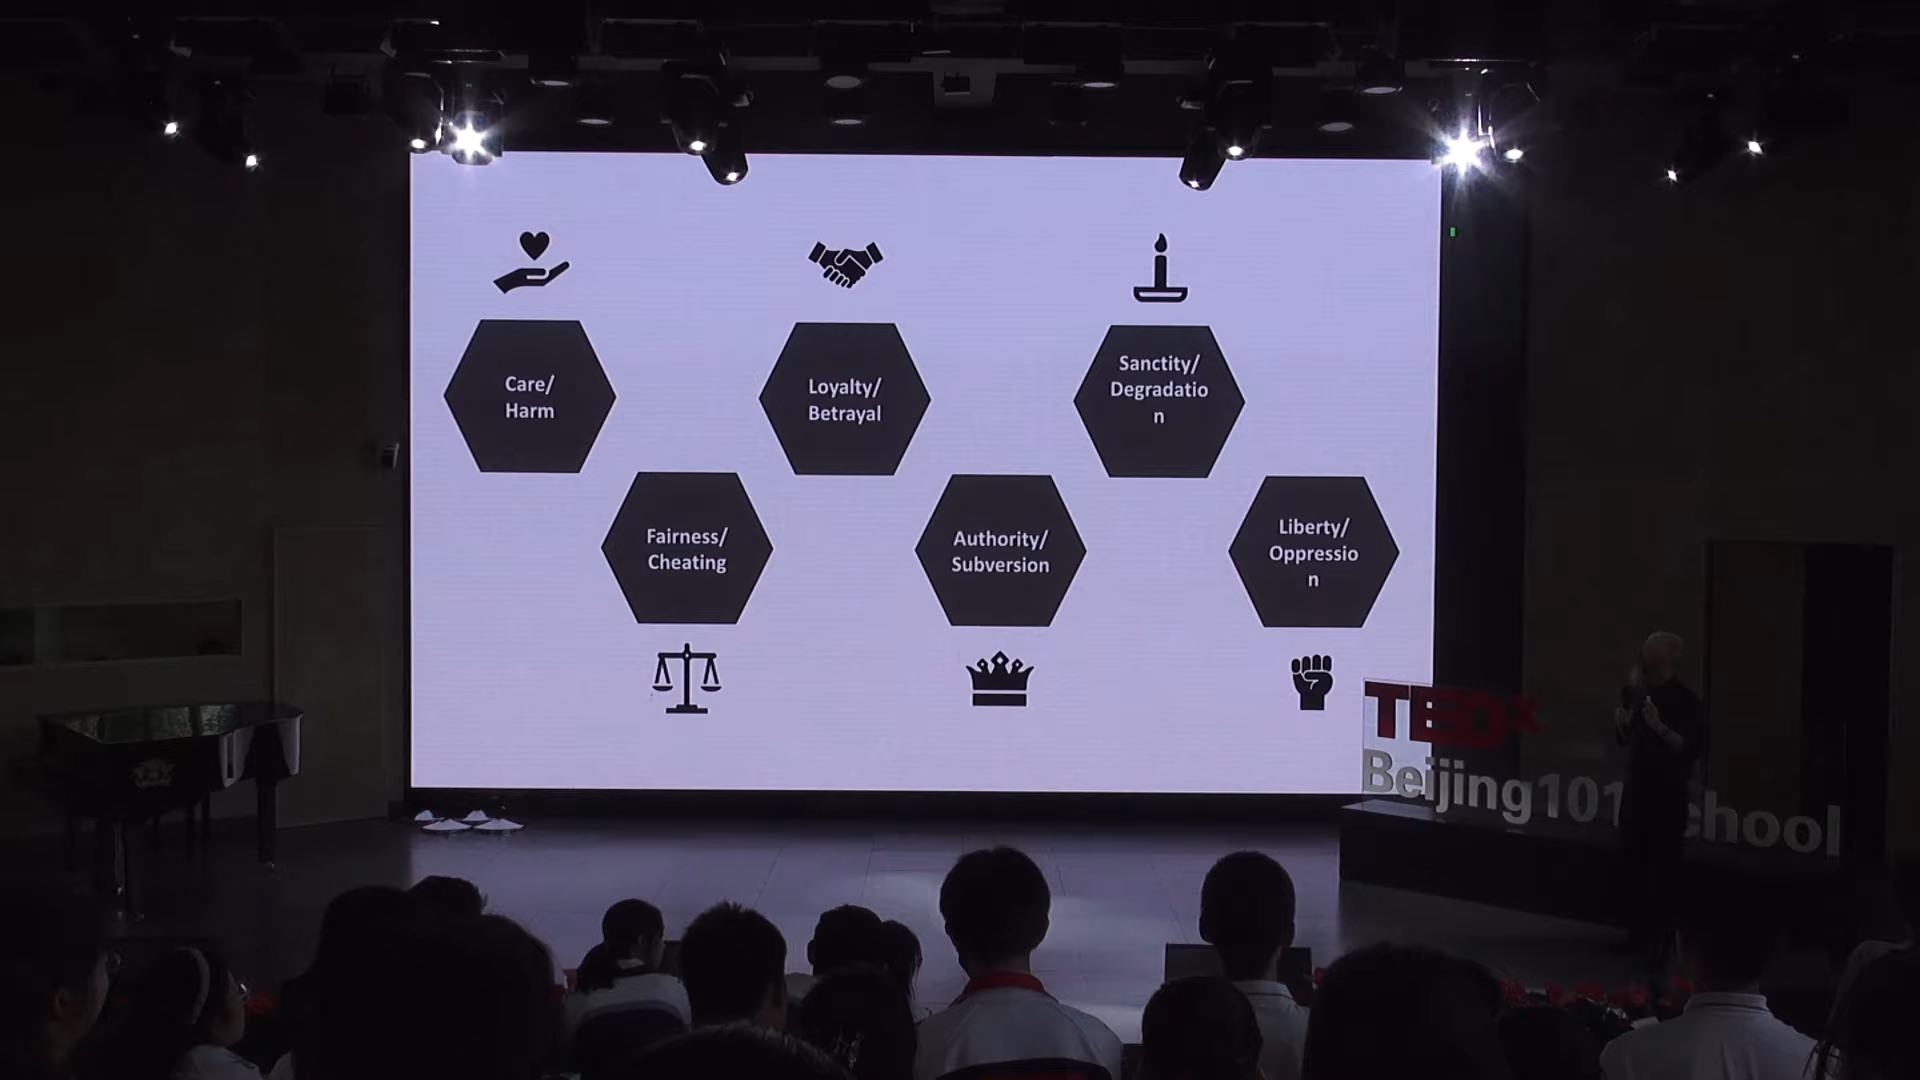 Care/
Harm
Loyalty/
Betrayal
Sanctity/
Degradatio
n
Fairness/
Cheating
Authority/
Subversion
Liberty/
Oppressio
n
TEDx
Beijing101
chool